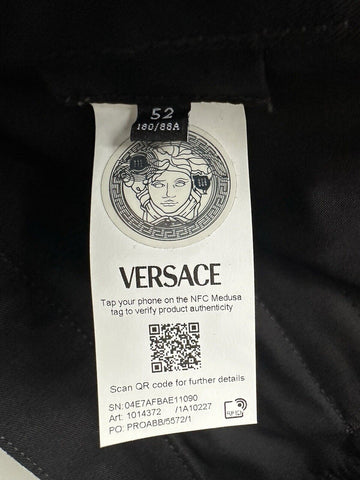 52
180/88A
VERSACE
Tap your phone on the NFC Medusa
tag to verify product authenticity
Scan QR code for further details
SN: 04E7AFBAE11090
Art: 1014372 /1A10227
PO: PROABB/5572/1
RFID